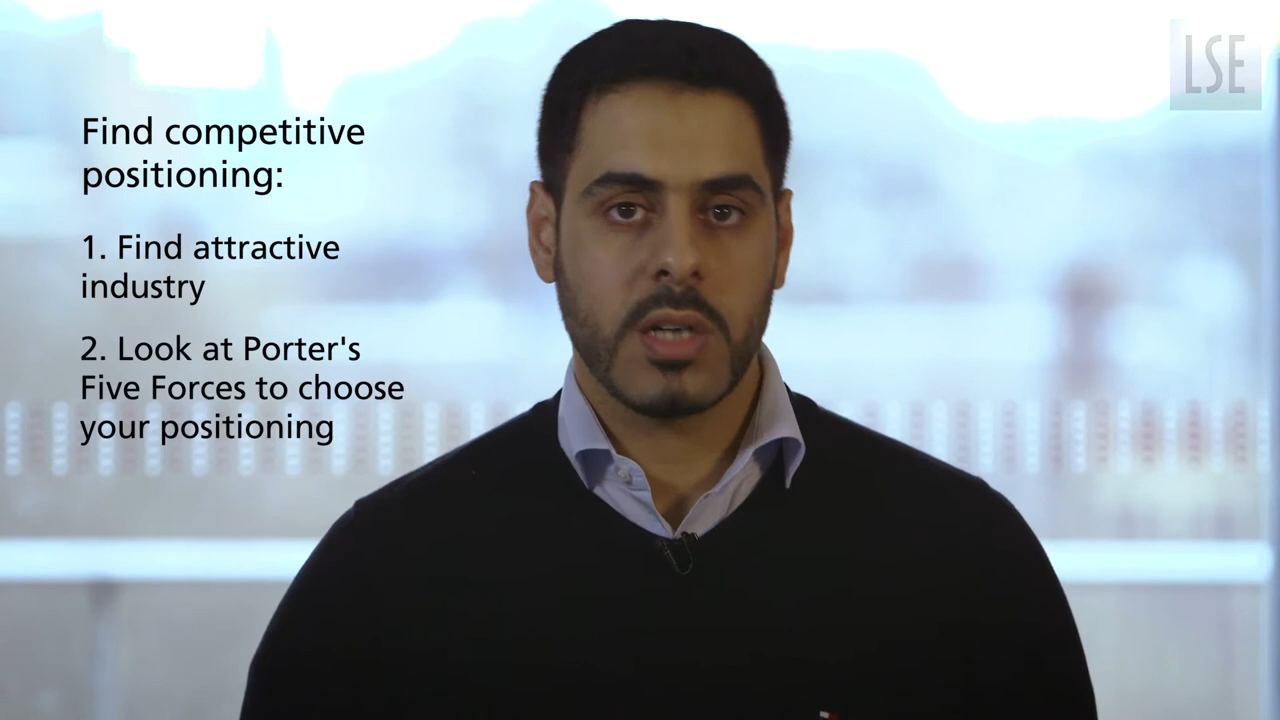 LSE
Find competitive
positioning:
1. Find attractive
industry
2. Look at Porter's
Five Forces to choose
your positioning